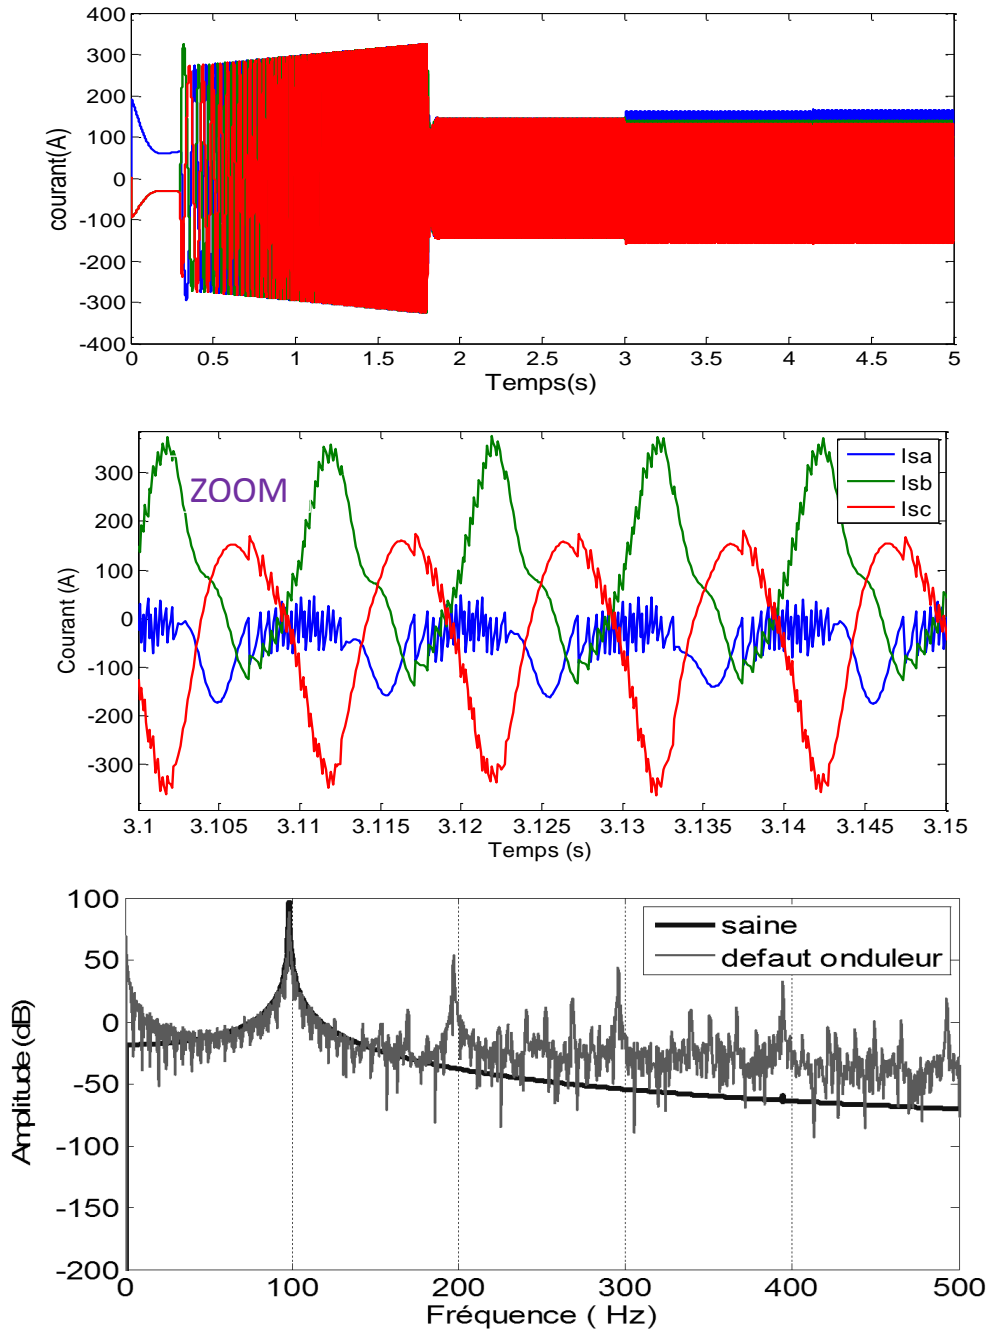 400
300
200
100
0
-100
-200
-300
-400
courant(A)
0 0.5 1 1.5 2 2.5 3 3.5 4 4.5 5
Temps(s)
ZOOM
Isa
Isb
Isc
300
200
100
0
-100
-200
-300
Courant (A)
3.1 3.105 3.11 3.115 3.12 3.125 3.13 3.135 3.14 3.145 3.15
Temps (s)
saine
defaut onduleur
100
50
0
-50
-100
-150
-200
Amplitude (dB)
0 100 200 300 400 500
Fréquence ( Hz)